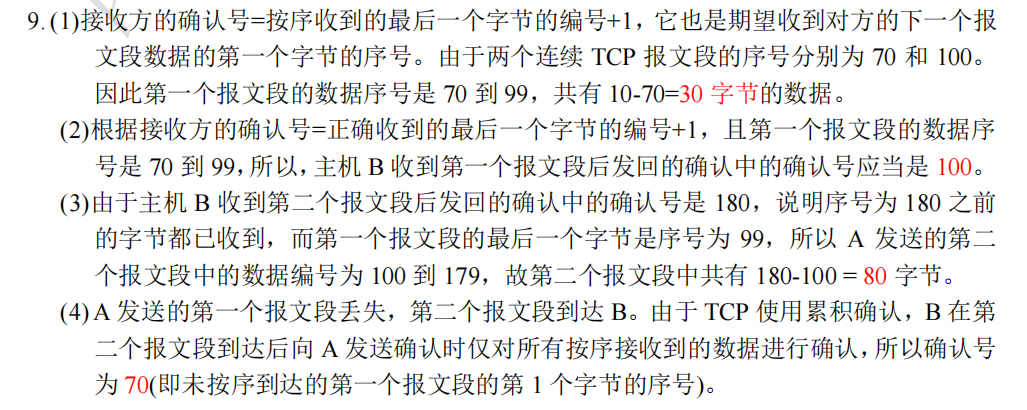 9. (1)接收方的确认号=按序收到的最后一个字节的编号+1，它也是期望收到对方的下一个报
文段数据的第一个字节的序号。由于两个连续 TCP 报文段的序号分别为 70 和 100。
因此第一个报文段的数据序号是 70 到 99，共有 10-70=30 字节的数据。
(2)根据接收方的确认号=正确收到的最后一个字节的编号+1，且第一个报文段的数据序
号是 70 到 99，所以，主机 B 收到第一个报文段后发回的确认中的确认号应当是 100。
(3)由于主机 B 收到第二个报文段后发回的确认中的确认号是 180，说明序号为 180 之前
的字节都已收到，而第一个报文段的最后一个字节是序号为 99，所以 A 发送的第二
个报文段中的数据编号为 100 到 179，故第二个报文段中共有 180-100 = 80 字节。
(4) A 发送的第一个报文段丢失，第二个报文段到达 B。由于 TCP 使用累积确认，B 在第
二个报文段到达后向 A 发送确认时仅对所有按序接收到的数据进行确认，所以确认号
为 70(即未按序到达的第一个报文段的第 1 个字节的序号)。